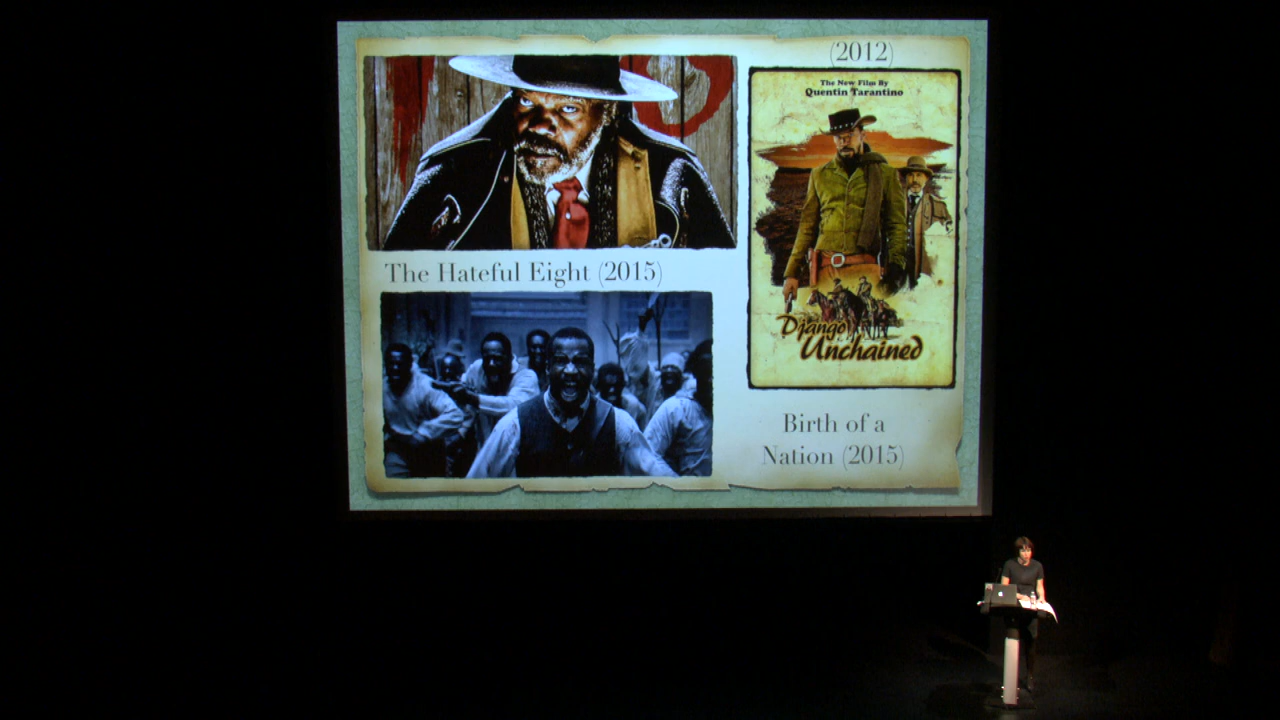 (2012)
The New Film By
Quentin Tarantino
Django
Unchained
The Hateful Eight (2015)
Birth of a
Nation (2015)